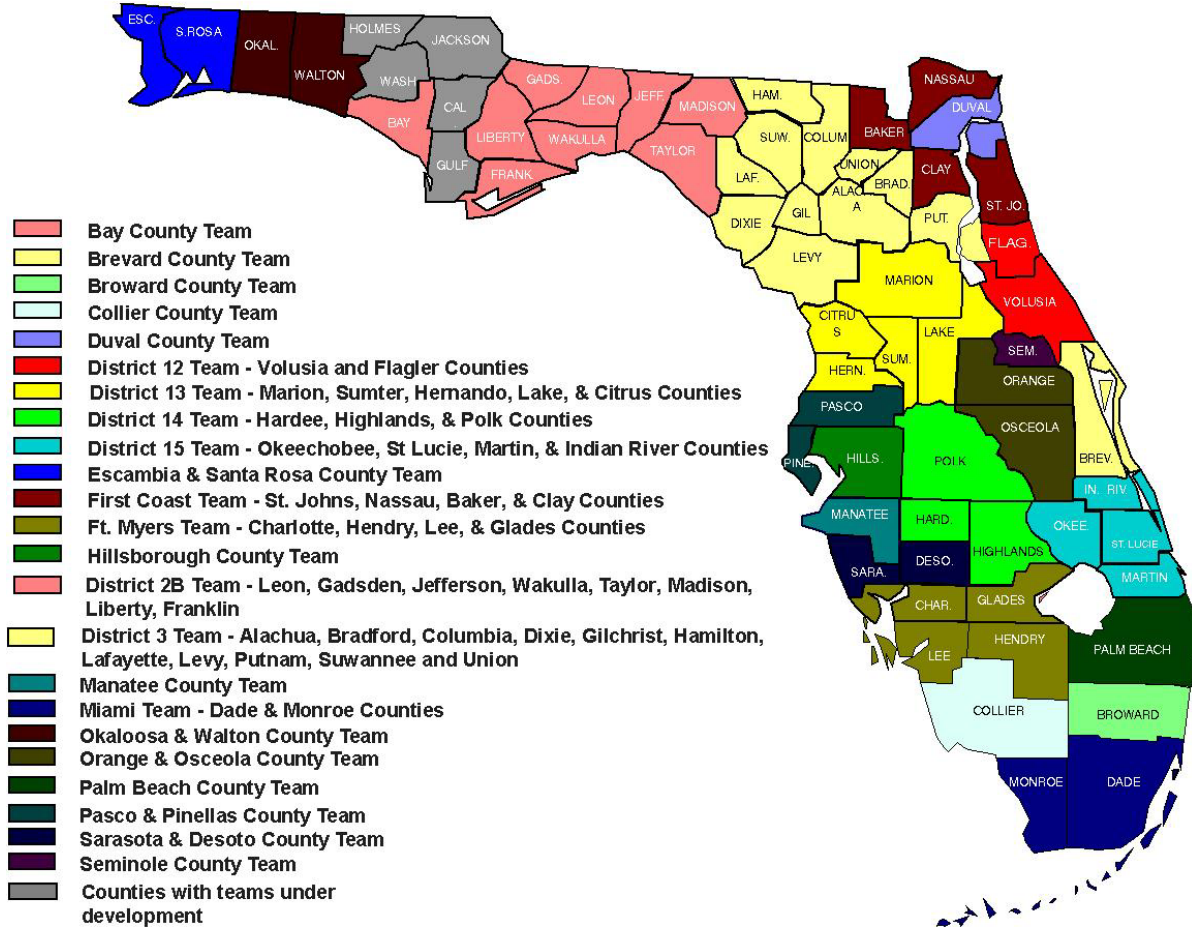 ESC.
S.ROSA
OKAL.
WALTON
HOLMES
JACKSON
WASH
CAL.
BAY
GULF
GADS.
LEON
JEFF.
MADISON
LIBERTY
WAKULLA
FRANK
TAYLOR
HAM.
SUW.
COLUM
BAKER
NASSAU
DUVAL
LAF.
UNION
BRAD.
CLAY
ST. JO.
DIXIE
GIL
ALAC
A
PUT.
FLAG.
LEVY
MARION
VOLUSIA
CITRU
S
SUM.
LAKE
SEM.
HERN.
ORANGE
PASCO
OSCEOLA
PINE.
HILLS.
POLK
BREV.
IN. RIV.
MANATEE
HARD.
OKEE
ST. LUCIE
SARA.
DESO.
HIGHLANDS
MARTIN
CHAR.
GLADES
LEE
HENDRY
PALM BEACH
COLLIER
BROWARD
MONROE
DADE
Bay County Team
Brevard County Team
Broward County Team
Collier County Team
Duval County Team
District 12 Team - Volusia and Flagler Counties
District 13 Team - Marion, Sumter, Hernando, Lake, & Citrus Counties
District 14 Team - Hardee, Highlands, & Polk Counties
District 15 Team - Okeechobee, St Lucie, Martin, & Indian River Counties
Escambia & Santa Rosa County Team
First Coast Team - St. Johns, Nassau, Baker, & Clay Counties
Ft. Myers Team - Charlotte, Hendry, Lee, & Glades Counties
Hillsborough County Team
District 2B Team - Leon, Gadsden, Jefferson, Wakulla, Taylor, Madison,
Liberty, Franklin
District 3 Team - Alachua, Bradford, Columbia, Dixie, Gilchrist, Hamilton,
Lafayette, Levy, Putnam, Suwannee and Union
Manatee County Team
Miami Team - Dade & Monroe Counties
Okaloosa & Walton County Team
Orange & Osceola County Team
Palm Beach County Team
Pasco & Pinellas County Team
Sarasota & Desoto County Team
Seminole County Team
Counties with teams under
development